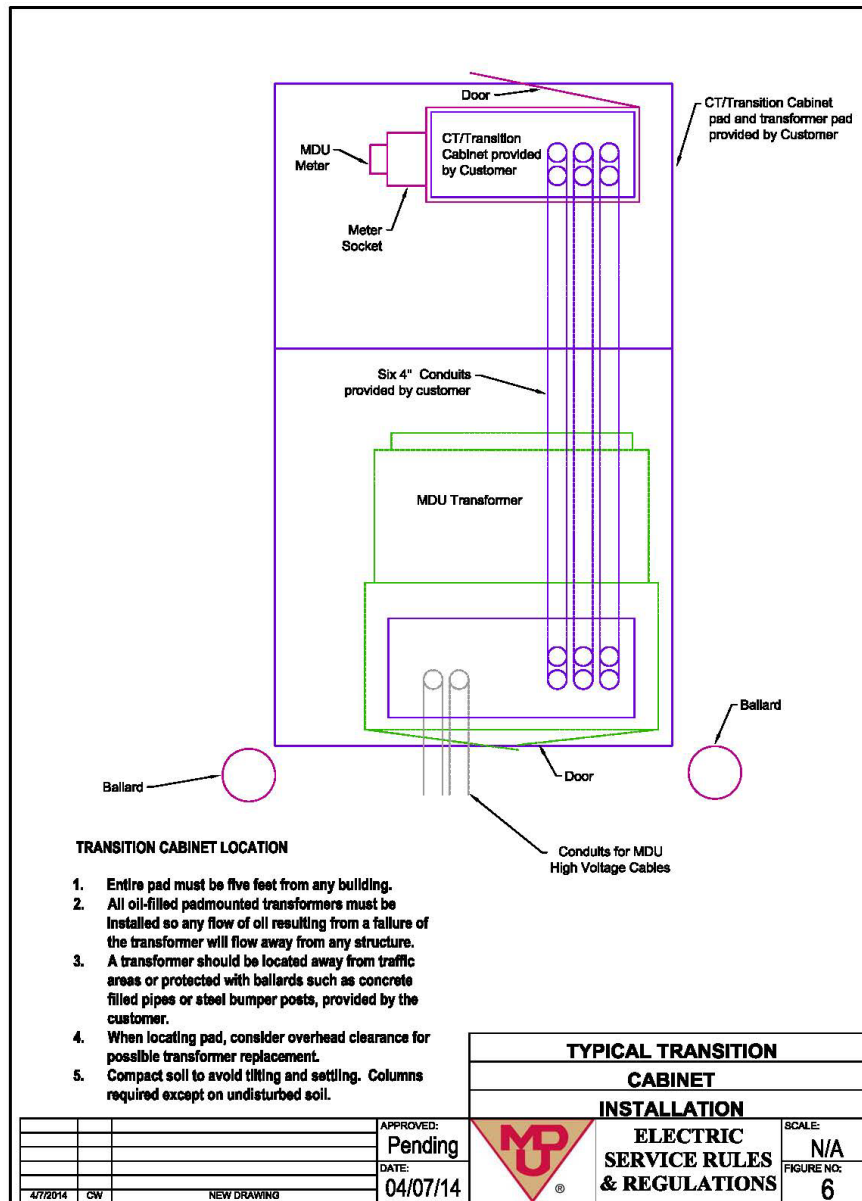 Door
CT/Transition Cabinet
pad and transformer pad
provided by Customer
CT/Transition
Cabinet provided
by Customer
MDU
Meter
Meter
Socket
Six 4" Conduits
provided by customer
MDU Transformer
Ballard
Ballard
Door
Conduits for MDU
High Voltage Cables
TRANSITION CABINET LOCATION
1. Entire pad must be five feet from any building.
2. All oil-filled padmounted transformers must be
installed so any flow of oil resulting from a failure of
the transformer will flow away from any structure.
3. A transformer should be located away from traffic
areas or protected with ballards such as concrete
filled pipes or steel bumper posts, provided by the
customer.
4. When locating pad, consider overhead clearance for
possible transformer replacement.
5. Compact soil to avoid tilting and settling. Columns
required except on undisturbed soil.
TYPICAL TRANSITION
CABINET
INSTALLATION
APPROVED:
Pending
DATE:
04/07/14
MDU
®
ELECTRIC
SERVICE RULES
& REGULATIONS
SCALE:
N/A
FIGURE NO:
6
4/7/2014 CW NEW DRAWING